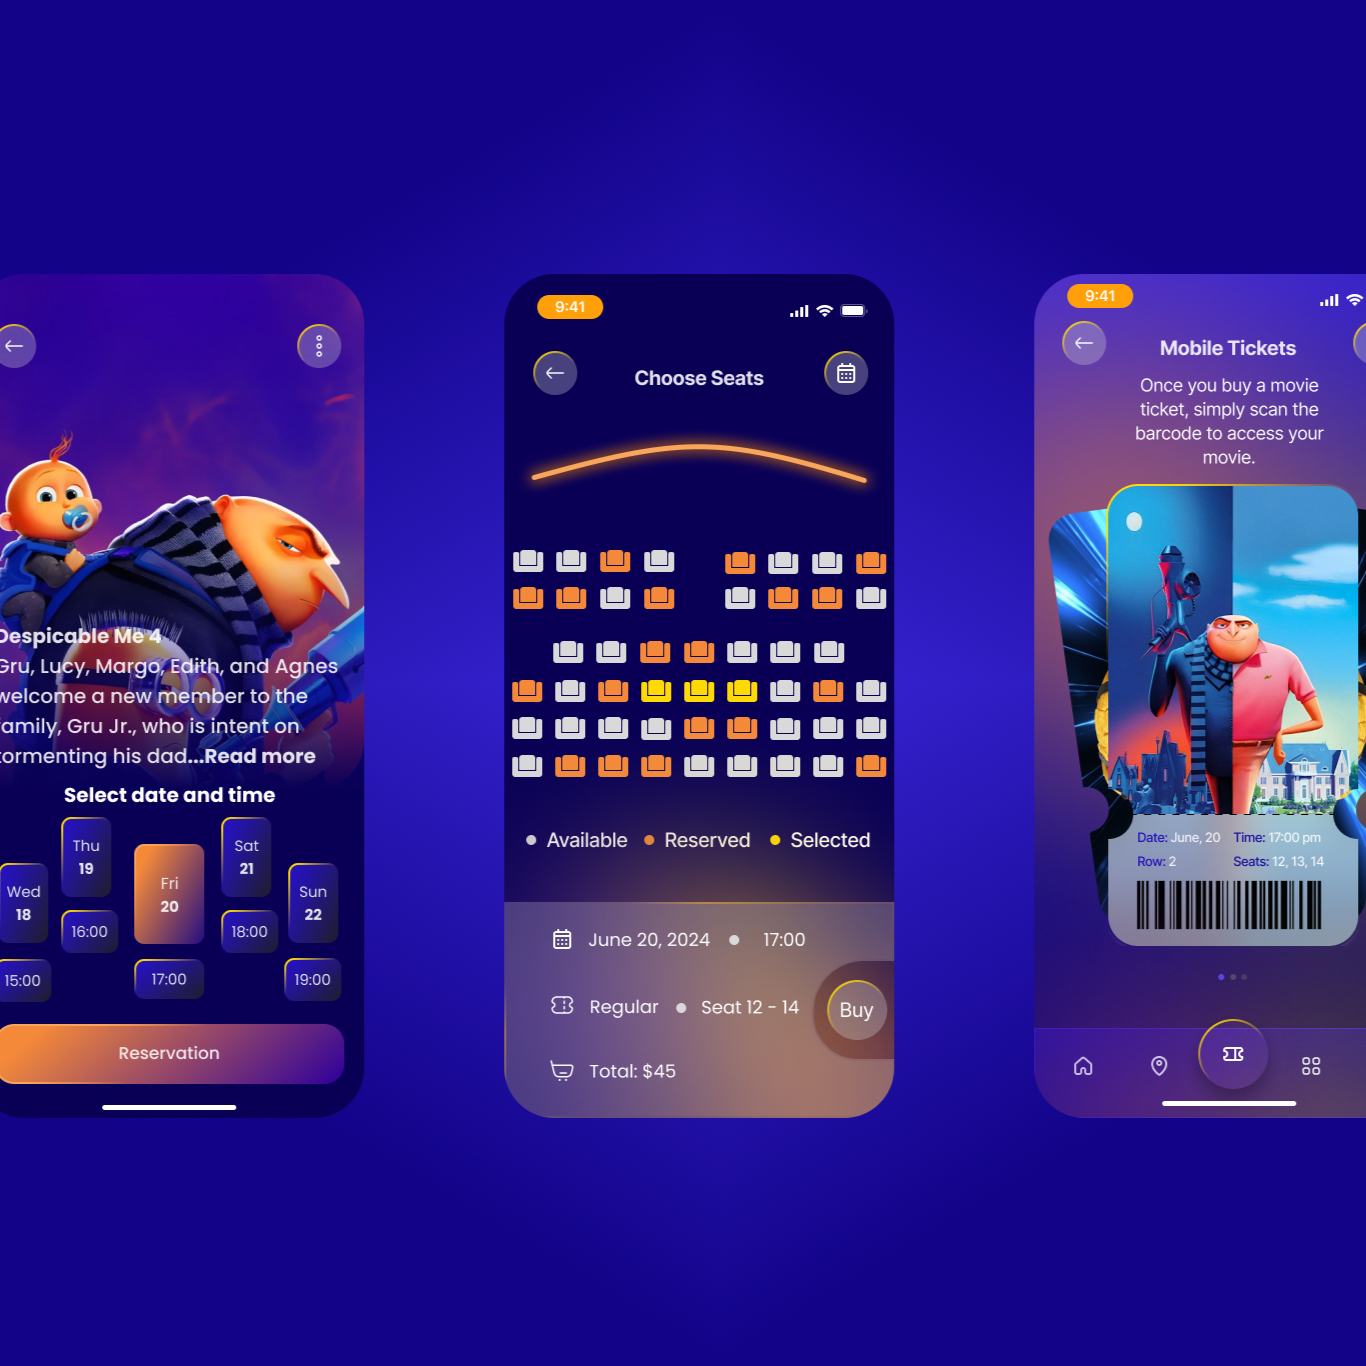 Despicable Me 4
Gru, Lucy, Margo, Edith, and Agnes
welcome a new member to the
family, Gru Jr., who is intent on
tormenting his dad...Read more
Select date and time
Wed
18
Thu
19
Fri
20
Sat
21
Sun
22
15:00
16:00
17:00
18:00
19:00
Reservation
9:41
Choose Seats
Available
Reserved
Selected
June 20, 2024
17:00
Regular
Seat 12 - 14
Buy
Total: $45
9:41
Mobile Tickets
Once you buy a movie
ticket, simply scan the
barcode to access your
movie.
Date: June, 20 Time: 17:00 pm
Row: 2 Seats: 12, 13, 14